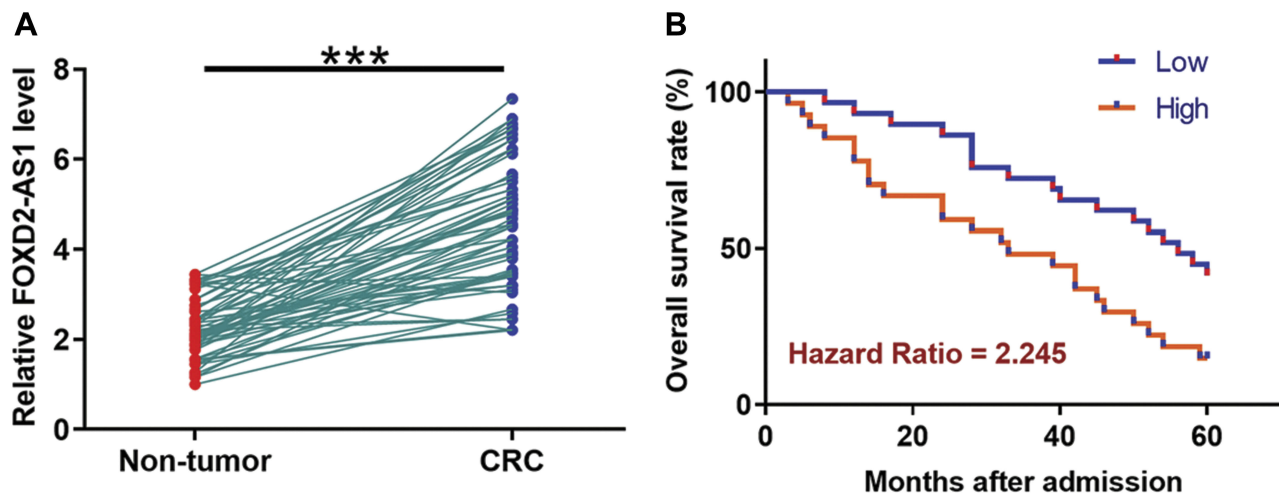 A
Relative FOXD2-AS1 level
8
6
4
2
0
***
Non-tumor
CRC
B
Overall survival rate (%)
100
50
0
Low
High
Hazard Ratio = 2.245
0
20
40
60
Months after admission